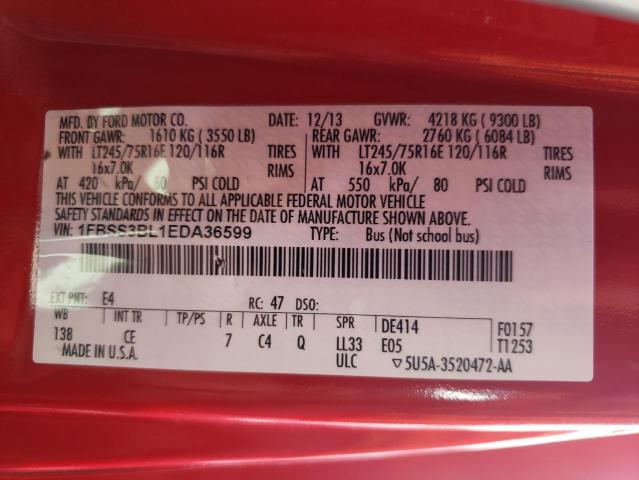 MFD. BY FORD MOTOR CO. DATE: 12/13 GVWR: 4218 KG ( 9300 LB)
FRONT GAWR: 1610 KG ( 3550 LB) REAR GAWR: 2760 KG ( 6084 LB)
WITH LT245/75R16E 120/116R TIRES WITH LT245/75R16E 120/116R TIRES
16x7.0K RIMS 16x7.0K RIMS
AT 420 kPa/ 60 PSI COLD AT 550 kPa/ 80 PSI COLD
THIS VEHICLE CONFORMS TO ALL APPLICABLE FEDERAL MOTOR VEHICLE
SAFETY STANDARDS IN EFFECT ON THE DATE OF MANUFACTURE SHOWN ABOVE.
VIN: 1FBSS3BL1EDA36599 TYPE: Bus (Not school bus)
EXT PNT: E4 RC: 47 DSO:
WB INT TR TP/PS R AXLE TR SPR DE414 F0157
138 CE 7 C4 Q LL33 E05 T1253
MADE IN U.S.A. ULC ▽5U5A-3520472-AA